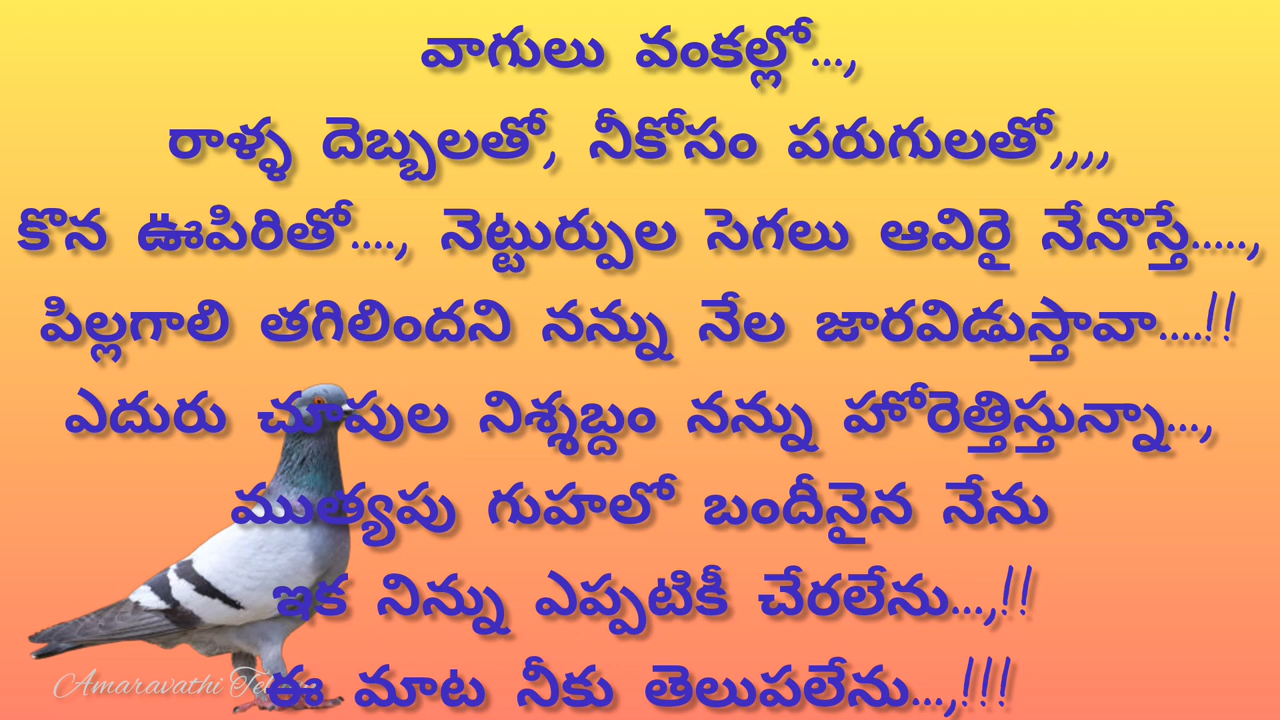 వాగులు వంకల్లో...,
రాళ్ళ దెబ్బలతో, నీకోసం పరుగులతో,,,,
కొన ఊపిరితో...., నెట్టుర్పుల సెగలు ఆవిరై నేనొస్తే.....,
పిల్లగాలి తగిలిందని నన్ను నేల జారవిడుస్తావా....!!
ఎదురు చూపుల నిశ్శబ్దం నన్ను హోరెత్తిస్తున్నా...,
ముత్యపు గుహలో బందీనైన నేను
ఇక నిన్ను ఎప్పటికీ చేరలేను...,!!
ఈ మాట నీకు తెలుపలేను...,!!!
Amaravathi